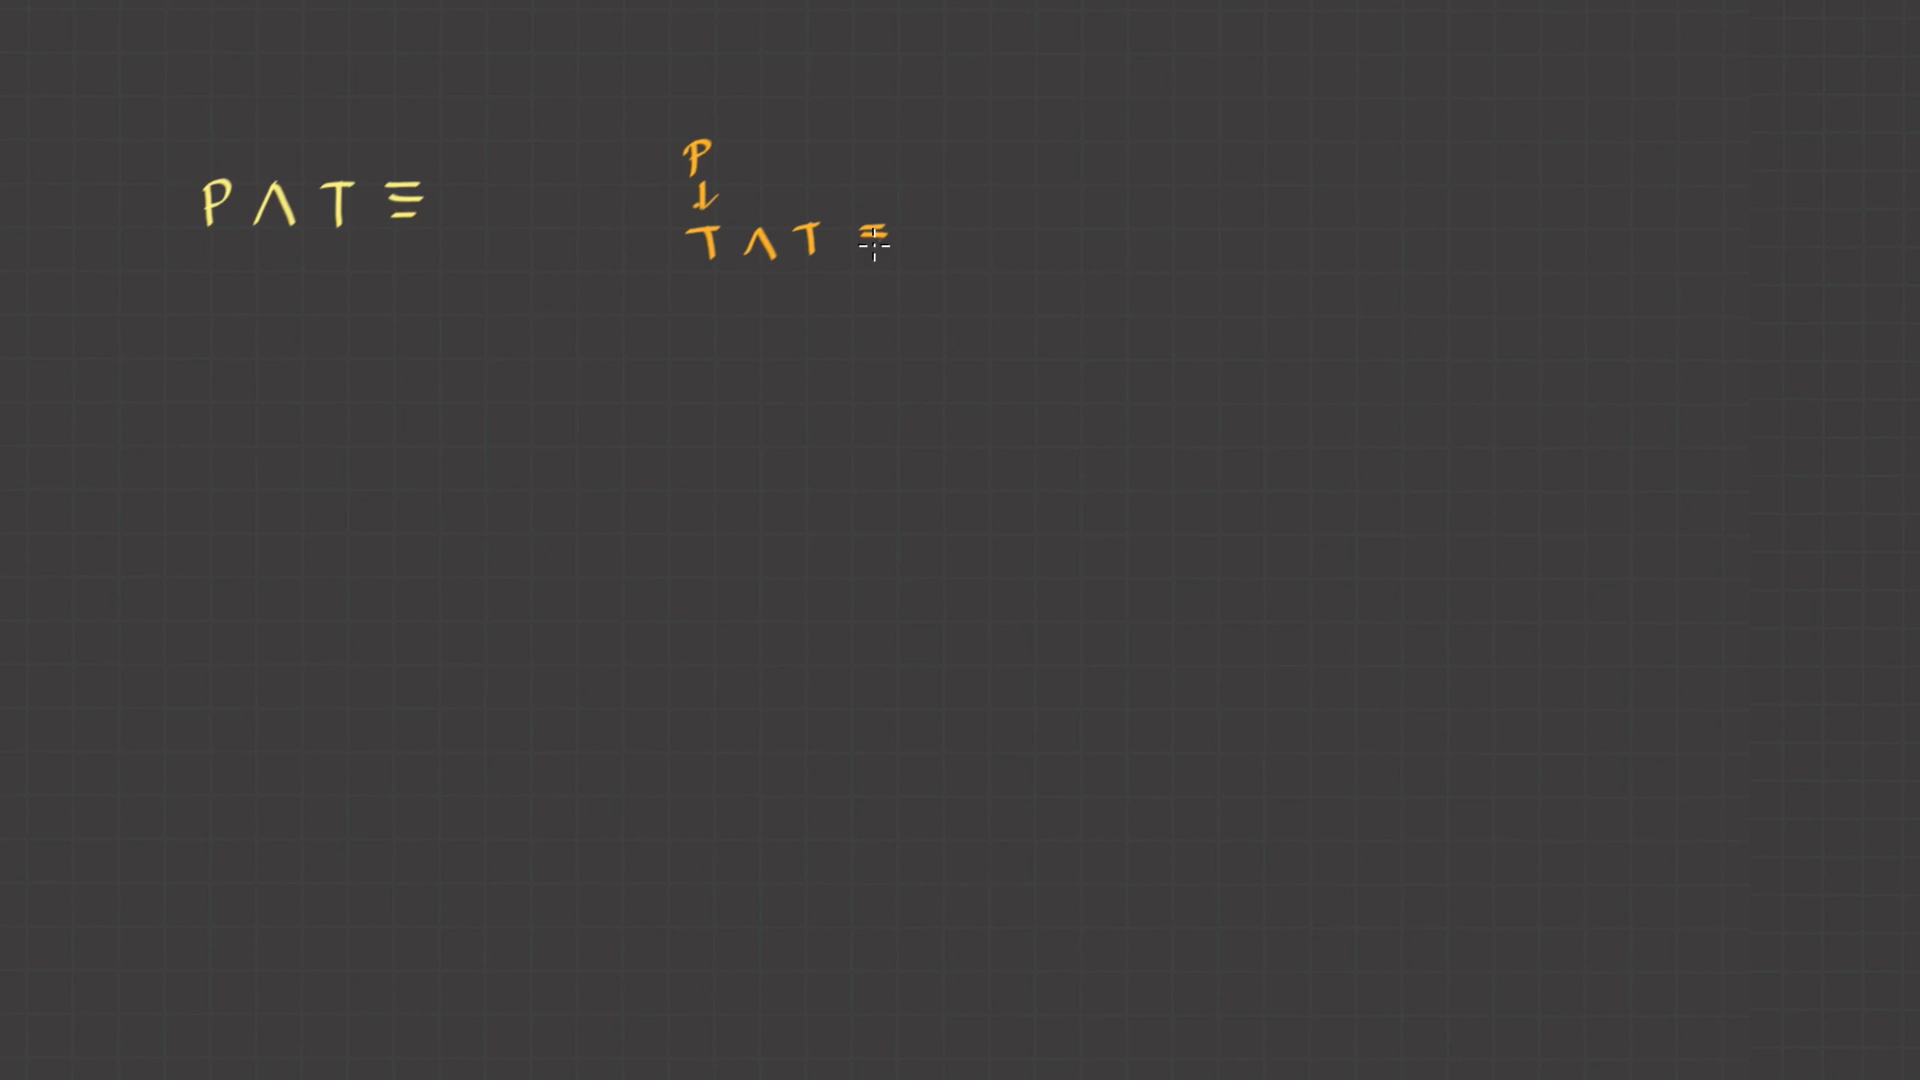 P ∧ T ≡
P
↓
T ∧ T ≡